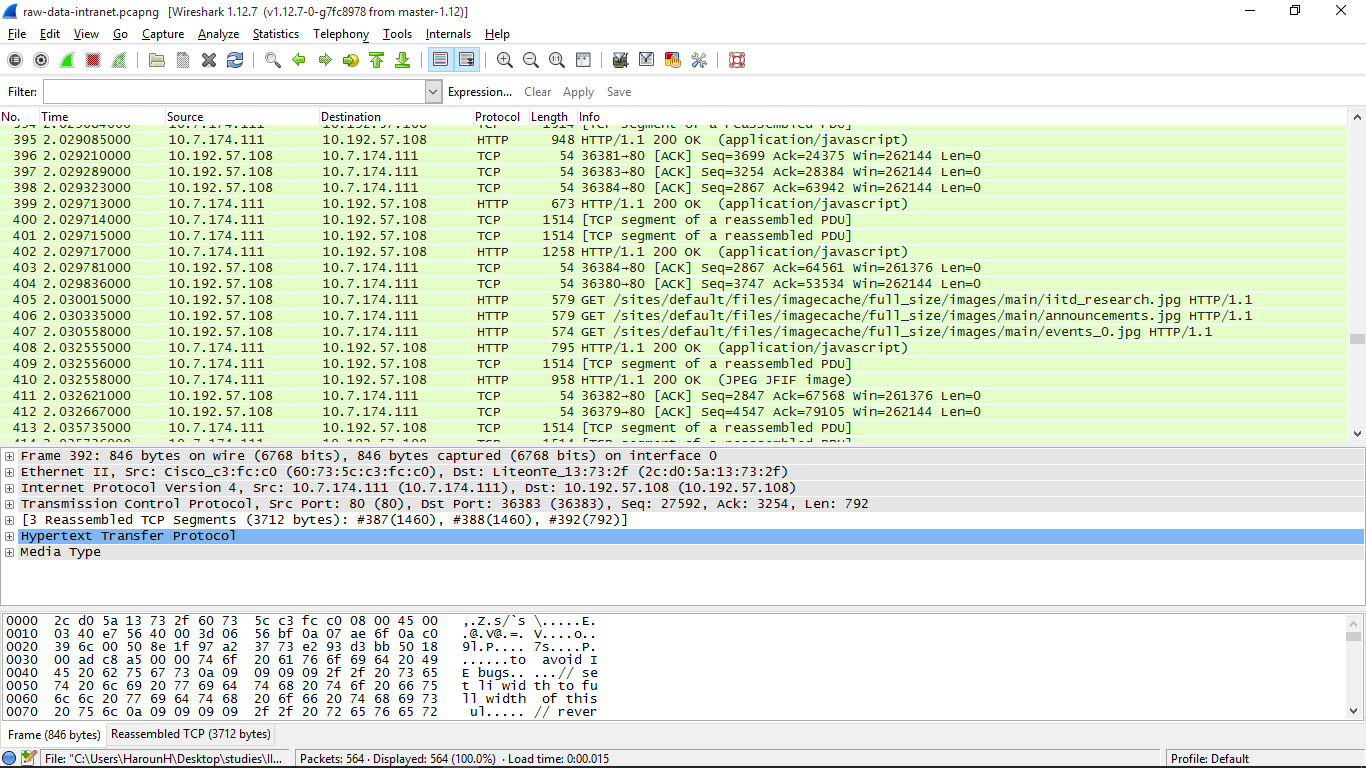 raw-data-intranet.pcapng [Wireshark 1.12.7 (v1.12.7-0-g7fc8978 from master-1.12)]
File Edit View Go Capture Analyze Statistics Telephony Tools Internals Help
Filter: Expression... Clear Apply Save
No. Time Source Destination Protocol Length Info
394 2.029084000 10.7.174.111 10.192.57.108 TCP 1514 [TCP segment of a reassembled PDU]
395 2.029085000 10.7.174.111 10.192.57.108 HTTP 948 HTTP/1.1 200 OK (application/javascript)
396 2.029210000 10.192.57.108 10.7.174.111 TCP 54 36381→80 [ACK] Seq=3699 Ack=24375 Win=262144 Len=0
397 2.029289000 10.192.57.108 10.7.174.111 TCP 54 36383→80 [ACK] Seq=3254 Ack=28384 Win=262144 Len=0
398 2.029323000 10.192.57.108 10.7.174.111 TCP 54 36384→80 [ACK] Seq=2867 Ack=63942 Win=262144 Len=0
399 2.029713000 10.7.174.111 10.192.57.108 HTTP 673 HTTP/1.1 200 OK (application/javascript)
400 2.029714000 10.7.174.111 10.192.57.108 TCP 1514 [TCP segment of a reassembled PDU]
401 2.029715000 10.7.174.111 10.192.57.108 TCP 1514 [TCP segment of a reassembled PDU]
402 2.029717000 10.7.174.111 10.192.57.108 HTTP 1258 HTTP/1.1 200 OK (application/javascript)
403 2.029781000 10.192.57.108 10.7.174.111 TCP 54 36384→80 [ACK] Seq=2867 Ack=64561 Win=261376 Len=0
404 2.029836000 10.192.57.108 10.7.174.111 TCP 54 36380→80 [ACK] Seq=3747 Ack=53534 Win=262144 Len=0
405 2.030015000 10.192.57.108 10.7.174.111 HTTP 579 GET /sites/default/files/imagecache/full_size/images/main/iitd_research.jpg HTTP/1.1
406 2.030335000 10.192.57.108 10.7.174.111 HTTP 579 GET /sites/default/files/imagecache/full_size/images/main/announcements.jpg HTTP/1.1
407 2.030558000 10.192.57.108 10.7.174.111 HTTP 574 GET /sites/default/files/imagecache/full_size/images/main/events_0.jpg HTTP/1.1
408 2.032555000 10.7.174.111 10.192.57.108 HTTP 795 HTTP/1.1 200 OK (application/javascript)
409 2.032556000 10.7.174.111 10.192.57.108 TCP 1514 [TCP segment of a reassembled PDU]
410 2.032558000 10.7.174.111 10.192.57.108 HTTP 958 HTTP/1.1 200 OK (JPEG JFIF image)
411 2.032621000 10.192.57.108 10.7.174.111 TCP 54 36382→80 [ACK] Seq=2847 Ack=67568 Win=261376 Len=0
412 2.032667000 10.192.57.108 10.7.174.111 TCP 54 36379→80 [ACK] Seq=4547 Ack=79105 Win=262144 Len=0
413 2.035735000 10.7.174.111 10.192.57.108 TCP 1514 [TCP segment of a reassembled PDU]
Frame 392: 846 bytes on wire (6768 bits), 846 bytes captured (6768 bits) on interface 0
Ethernet II, Src: Cisco_c3:fc:c0 (60:73:5c:c3:fc:c0), Dst: LiteonTe_13:73:2f (2c:d0:5a:13:73:2f)
Internet Protocol Version 4, Src: 10.7.174.111 (10.7.174.111), Dst: 10.192.57.108 (10.192.57.108)
Transmission Control Protocol, Src Port: 80 (80), Dst Port: 36383 (36383), Seq: 27592, Ack: 3254, Len: 792
[3 Reassembled TCP Segments (3712 bytes): #387(1460), #388(1460), #392(792)]
Hypertext Transfer Protocol
Media Type
0000 2c d0 5a 13 73 2f 60 73 5c c3 fc c0 08 00 45 00 ,.Z.s/`s \.....E.
0010 03 40 e7 56 40 00 3d 06 56 bf 0a 07 ae 6f 0a c0 .@.V@.=. V....o..
0020 39 6c 00 50 8e 1f 97 a2 37 73 e2 93 d3 bb 50 18 9l.P.... 7s....P.
0030 00 ad c8 a5 00 00 74 6f 20 61 76 6f 69 64 20 49 ......to avoid I
0040 45 20 62 75 67 73 0a 09 09 09 09 2f 2f 20 73 65 E bugs.. ...// se
0050 74 20 6c 69 20 77 69 64 74 68 20 74 6f 20 66 75 t li wid th to fu
0060 6c 6c 20 77 69 64 74 68 20 6f 66 20 74 68 69 73 ll width of this
0070 20 75 6c 0a 09 09 09 09 2f 2f 20 72 65 76 65 72 ul..... // rever
Frame (846 bytes) Reassembled TCP (3712 bytes)
File: "C:\Users\HarounH\Desktop\studies\II... Packets: 564 · Displayed: 564 (100.0%) · Load time: 0:00.015 Profile: Default